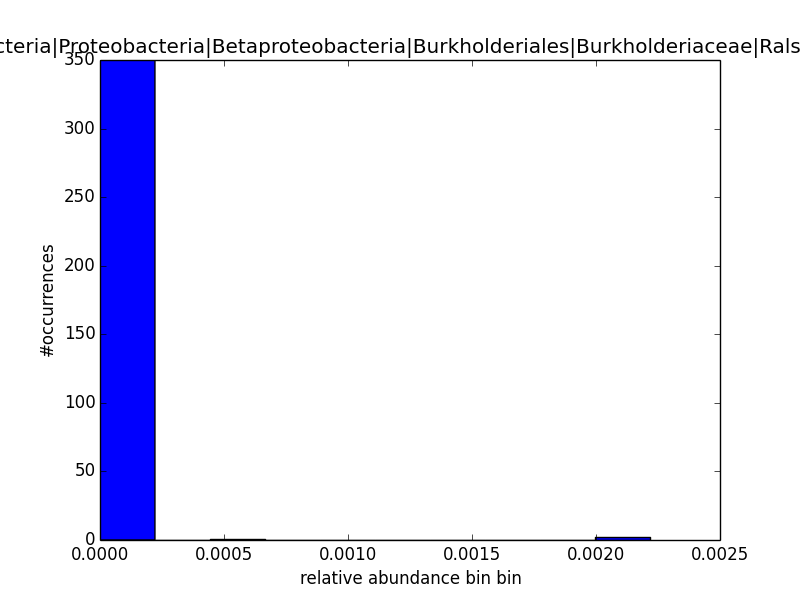 cteria|Proteobacteria|Betaproteobacteria|Burkholderiales|Burkholderiaceae|Rals
350
300
250
200
150
100
50
0
#occurrences
0.0000 0.0005 0.0010 0.0015 0.0020 0.0025
relative abundance bin bin